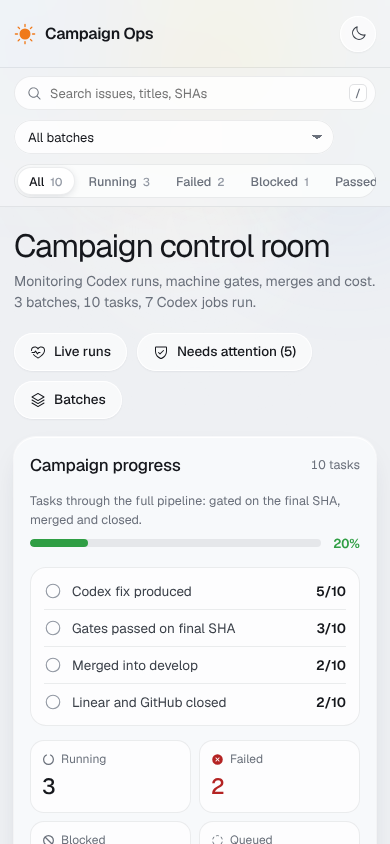 Campaign Ops
Search issues, titles, SHAs /
All batches
All 10 Running 3 Failed 2 Blocked 1 Passed
Campaign control room
Monitoring Codex runs, machine gates, merges and cost.
3 batches, 10 tasks, 7 Codex jobs run.
Live runs
Needs attention (5)
Batches
Campaign progress 10 tasks
Tasks through the full pipeline: gated on the final SHA,
merged and closed.
20%
Codex fix produced 5/10
Gates passed on final SHA 3/10
Merged into develop 2/10
Linear and GitHub closed 2/10
Running
3
Failed
2
Blocked
Queued